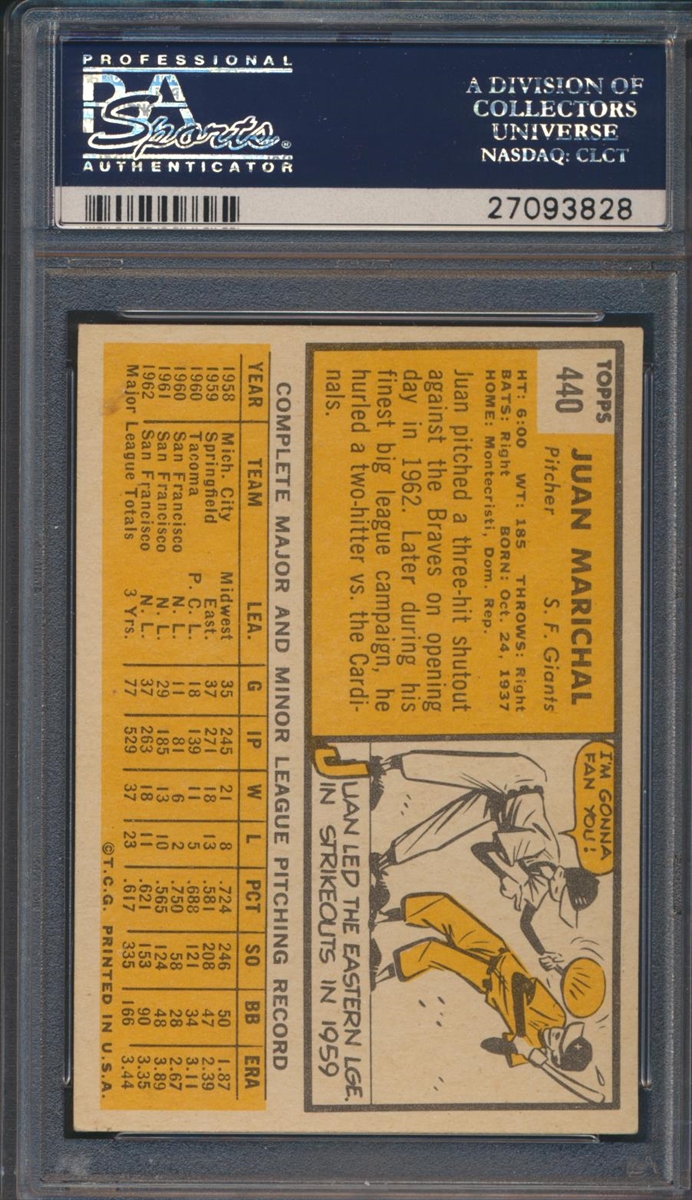 PROFESSIONAL
PSA
Sports®
AUTHENTICATOR
A DIVISION OF
COLLECTORS
UNIVERSE
NASDAQ: CLCT
27093828
TOPPS
440
JUAN MARICHAL
Pitcher S. F. Giants
HT: 6:00 WT: 185 THROWS: Right
BATS: Right BORN: Oct. 24, 1937
HOME: Montecristi, Dom. Rep.
Juan pitched a three-hit shutout
against the Braves on opening
day in 1962. Later during his
finest big league campaign, he
hurled a two-hitter vs. the Cardi-
nals.
I'M GONNA
FAN YOU!
JUAN LED THE EASTERN LGE.
IN STRIKEOUTS IN 1959
COMPLETE MAJOR AND MINOR LEAGUE PITCHING RECORD
YEAR TEAM LEA. G IP W L PCT SO BB ERA
1958 Mich. City Midwest 35 245 21 8 .724 246 50 1.87
1959 Springfield East. 37 271 18 13 .581 208 47 2.39
1960 Tacoma P. C. L. 18 139 11 5 .688 121 34 3.11
1960 San Francisco N. L. 11 81 6 2 .750 58 28 2.67
1961 San Francisco N. L. 29 185 13 10 .565 124 48 3.89
1962 San Francisco N. L. 37 263 18 11 .621 153 90 3.35
Major League Totals 3 Yrs. 77 529 37 23 .617 335 166 3.44
©T.C.G. PRINTED IN U.S.A.